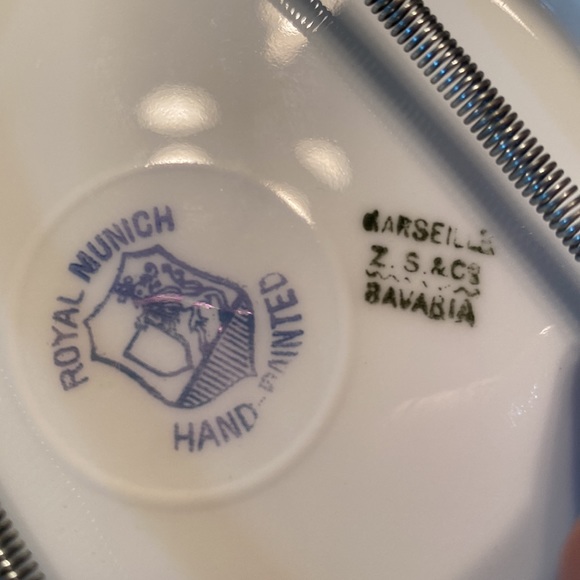 ROYAL MUNICH
HAND-PAINTED
MARSEILLE
Z. S. & Co
BAVARIA